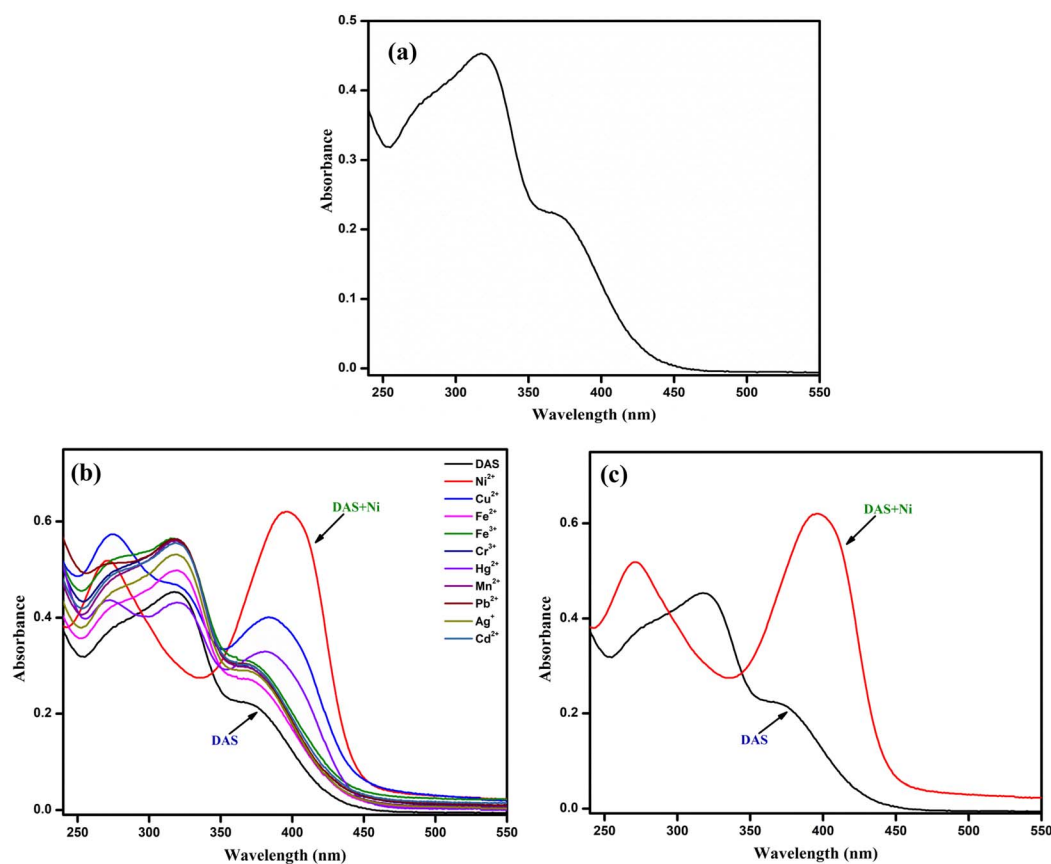 (a)
0.5
0.4
0.3
0.2
0.1
0.0
Absorbance
250 300 350 400 450 500 550
Wavelength (nm)
(b)
0.6
0.4
0.2
0.0
Absorbance
DAS+Ni
DAS
DAS
Ni²⁺
Cu²⁺
Fe²⁺
Fe³⁺
Cr³⁺
Hg²⁺
Mn²⁺
Pb²⁺
Ag⁺
Cd²⁺
250 300 350 400 450 500 550
Wavelength (nm)
(c)
0.6
0.4
0.2
0.0
Absorbance
DAS+Ni
DAS
250 300 350 400 450 500 550
Wavelength (nm)